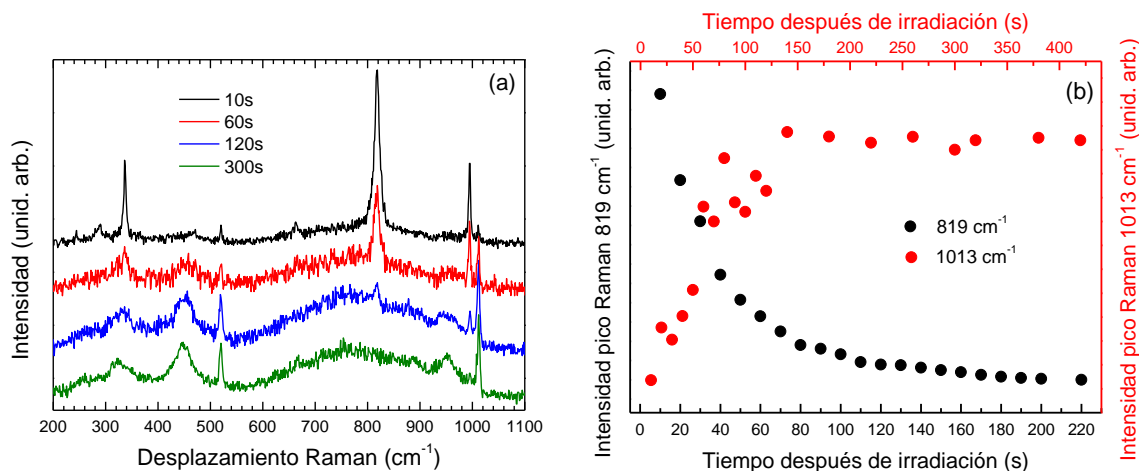 (a)
10s
60s
120s
300s
Intensidad (unid. arb.)
200 300 400 500 600 700 800 900 1000 1100
Desplazamiento Raman (cm⁻¹)
Tiempo después de irradiación (s)
0 50 100 150 200 250 300 350 400
(b)
Intensidad pico Raman 819 cm⁻¹ (unid. arb.)
819 cm⁻¹
1013 cm⁻¹
Intensidad pico Raman 1013 cm⁻¹ (unid. arb.)
0 20 40 60 80 100 120 140 160 180 200 220
Tiempo después de irradiación (s)